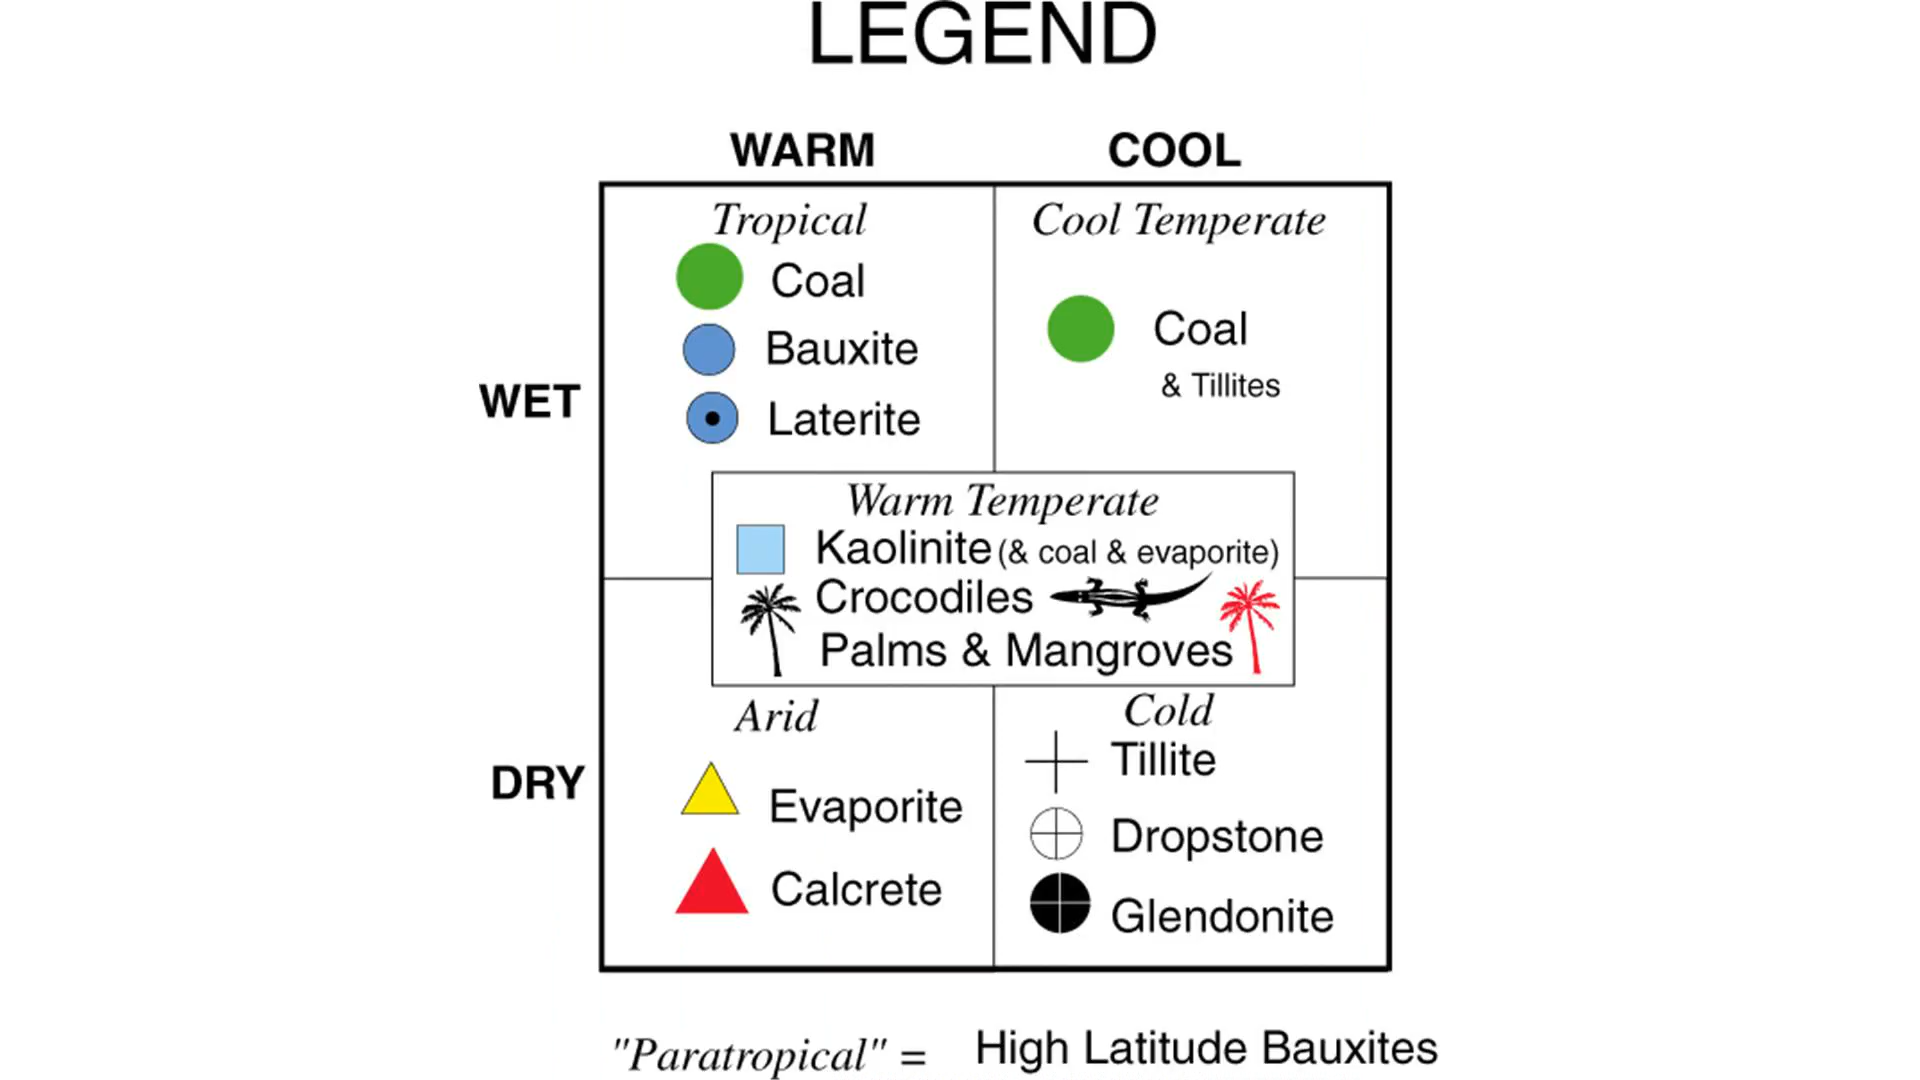 LEGEND
WARM COOL
Tropical
Cool Temperate
Coal
Coal
Bauxite
& Tillites
WET
Laterite
Warm Temperate
Kaolinite (& coal & evaporite)
Crocodiles
Palms & Mangroves
Arid
Cold
Tillite
DRY
Evaporite
Dropstone
Calcrete
Glendonite
"Paratropical" = High Latitude Bauxites